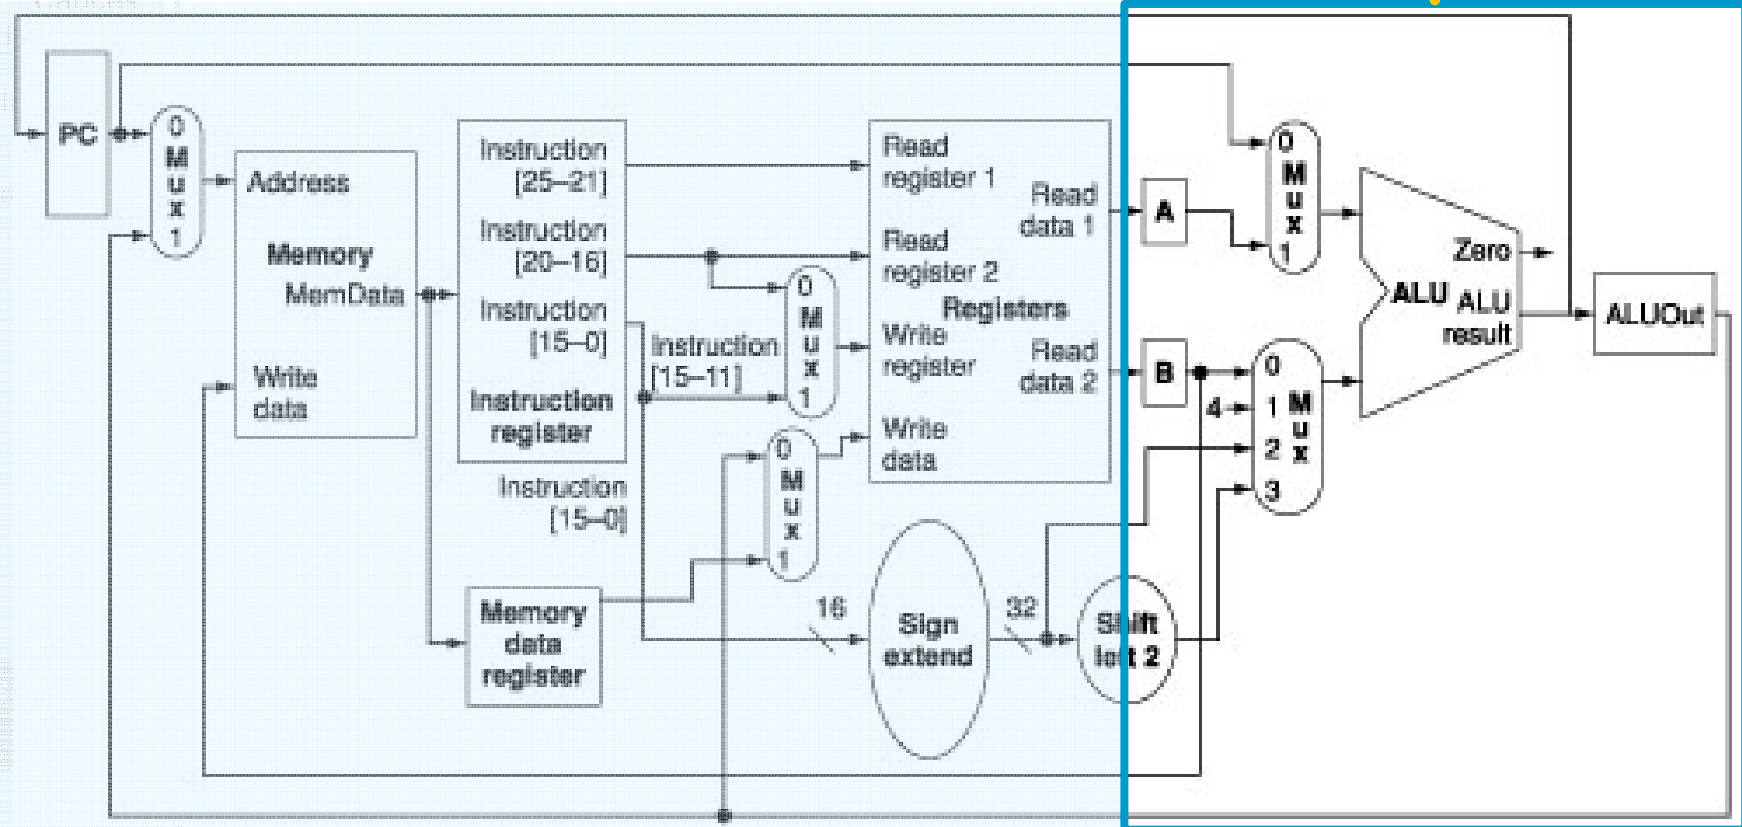 PC
0
M
u
x
1
Address
Memory
MemData
Write
data
Instruction
[25–21]
Instruction
[20–16]
Instruction
[15–0]
Instruction
register
Instruction
[15–0]
Instruction
[15–11]
0
M
u
x
1
0
M
u
x
1
Memory
data
register
Read
register 1
Read
register 2
Registers
Write
register
Write
data
Read
data 1
Read
data 2
16
Sign
extend
32
Shift
left 2
A
B
4
0
M
u
x
1
0
1
2
3
M
u
x
Zero
ALU
ALU
result
ALUOut